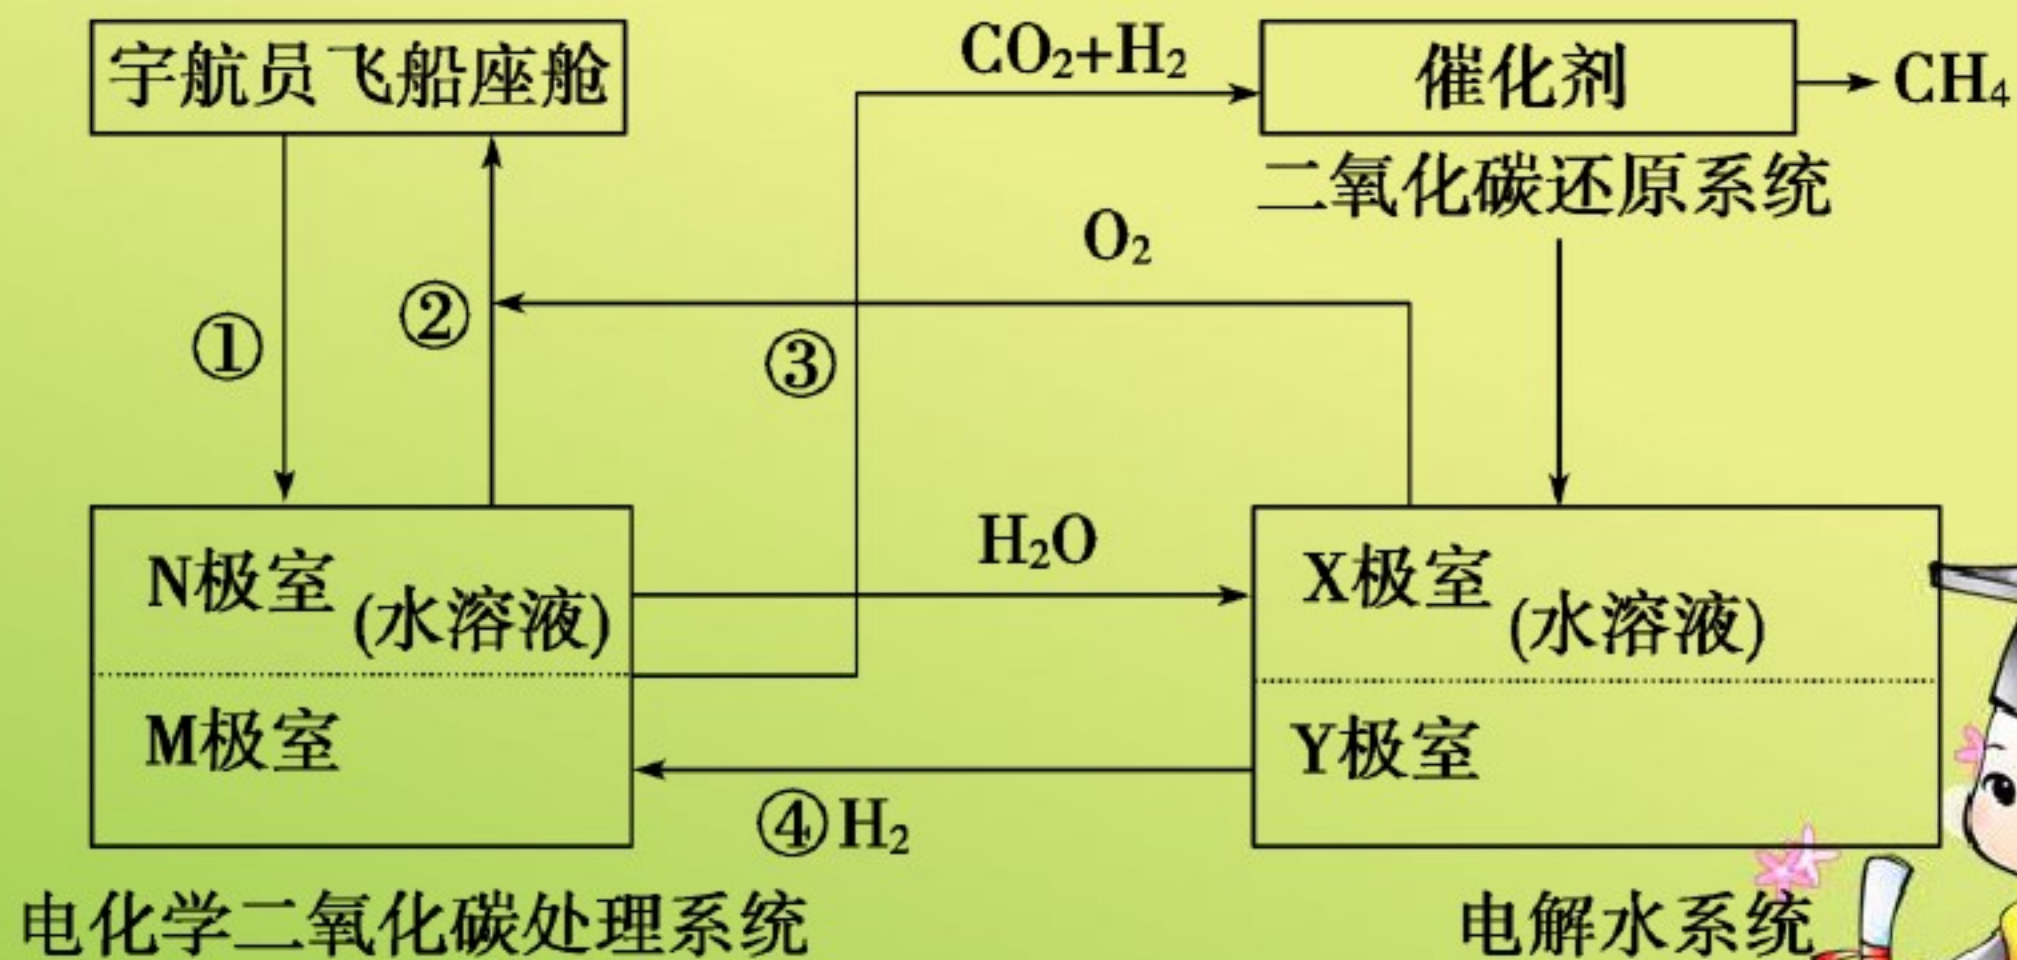 宇航员飞船座舱
CO₂+H₂
催化剂
CH₄
二氧化碳还原系统
O₂
①
②
③
N极室
(水溶液)
H₂O
X极室
(水溶液)
M极室
Y极室
④H₂
电化学二氧化碳处理系统
电解水系统